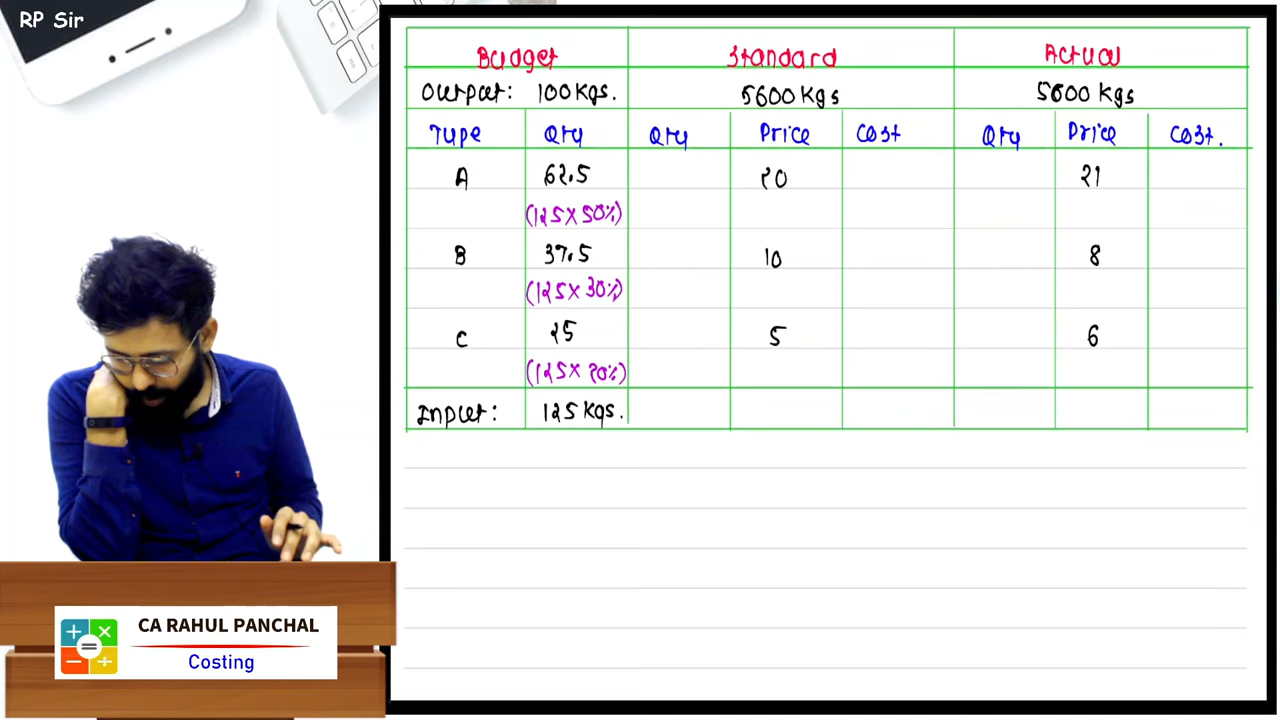 RP Sir
Budget Standard Actual
Output: 100 Kgs. 5600 Kgs 5600 Kgs
Type Qty Qty Price Cost Qty Price Cost.
A 62.5 20 21
(125 X 50%)
B 37.5 10 8
(125 X 30%)
C 25 5 6
(125 X 20%)
Input: 125 Kgs.
CA RAHUL PANCHAL
Costing